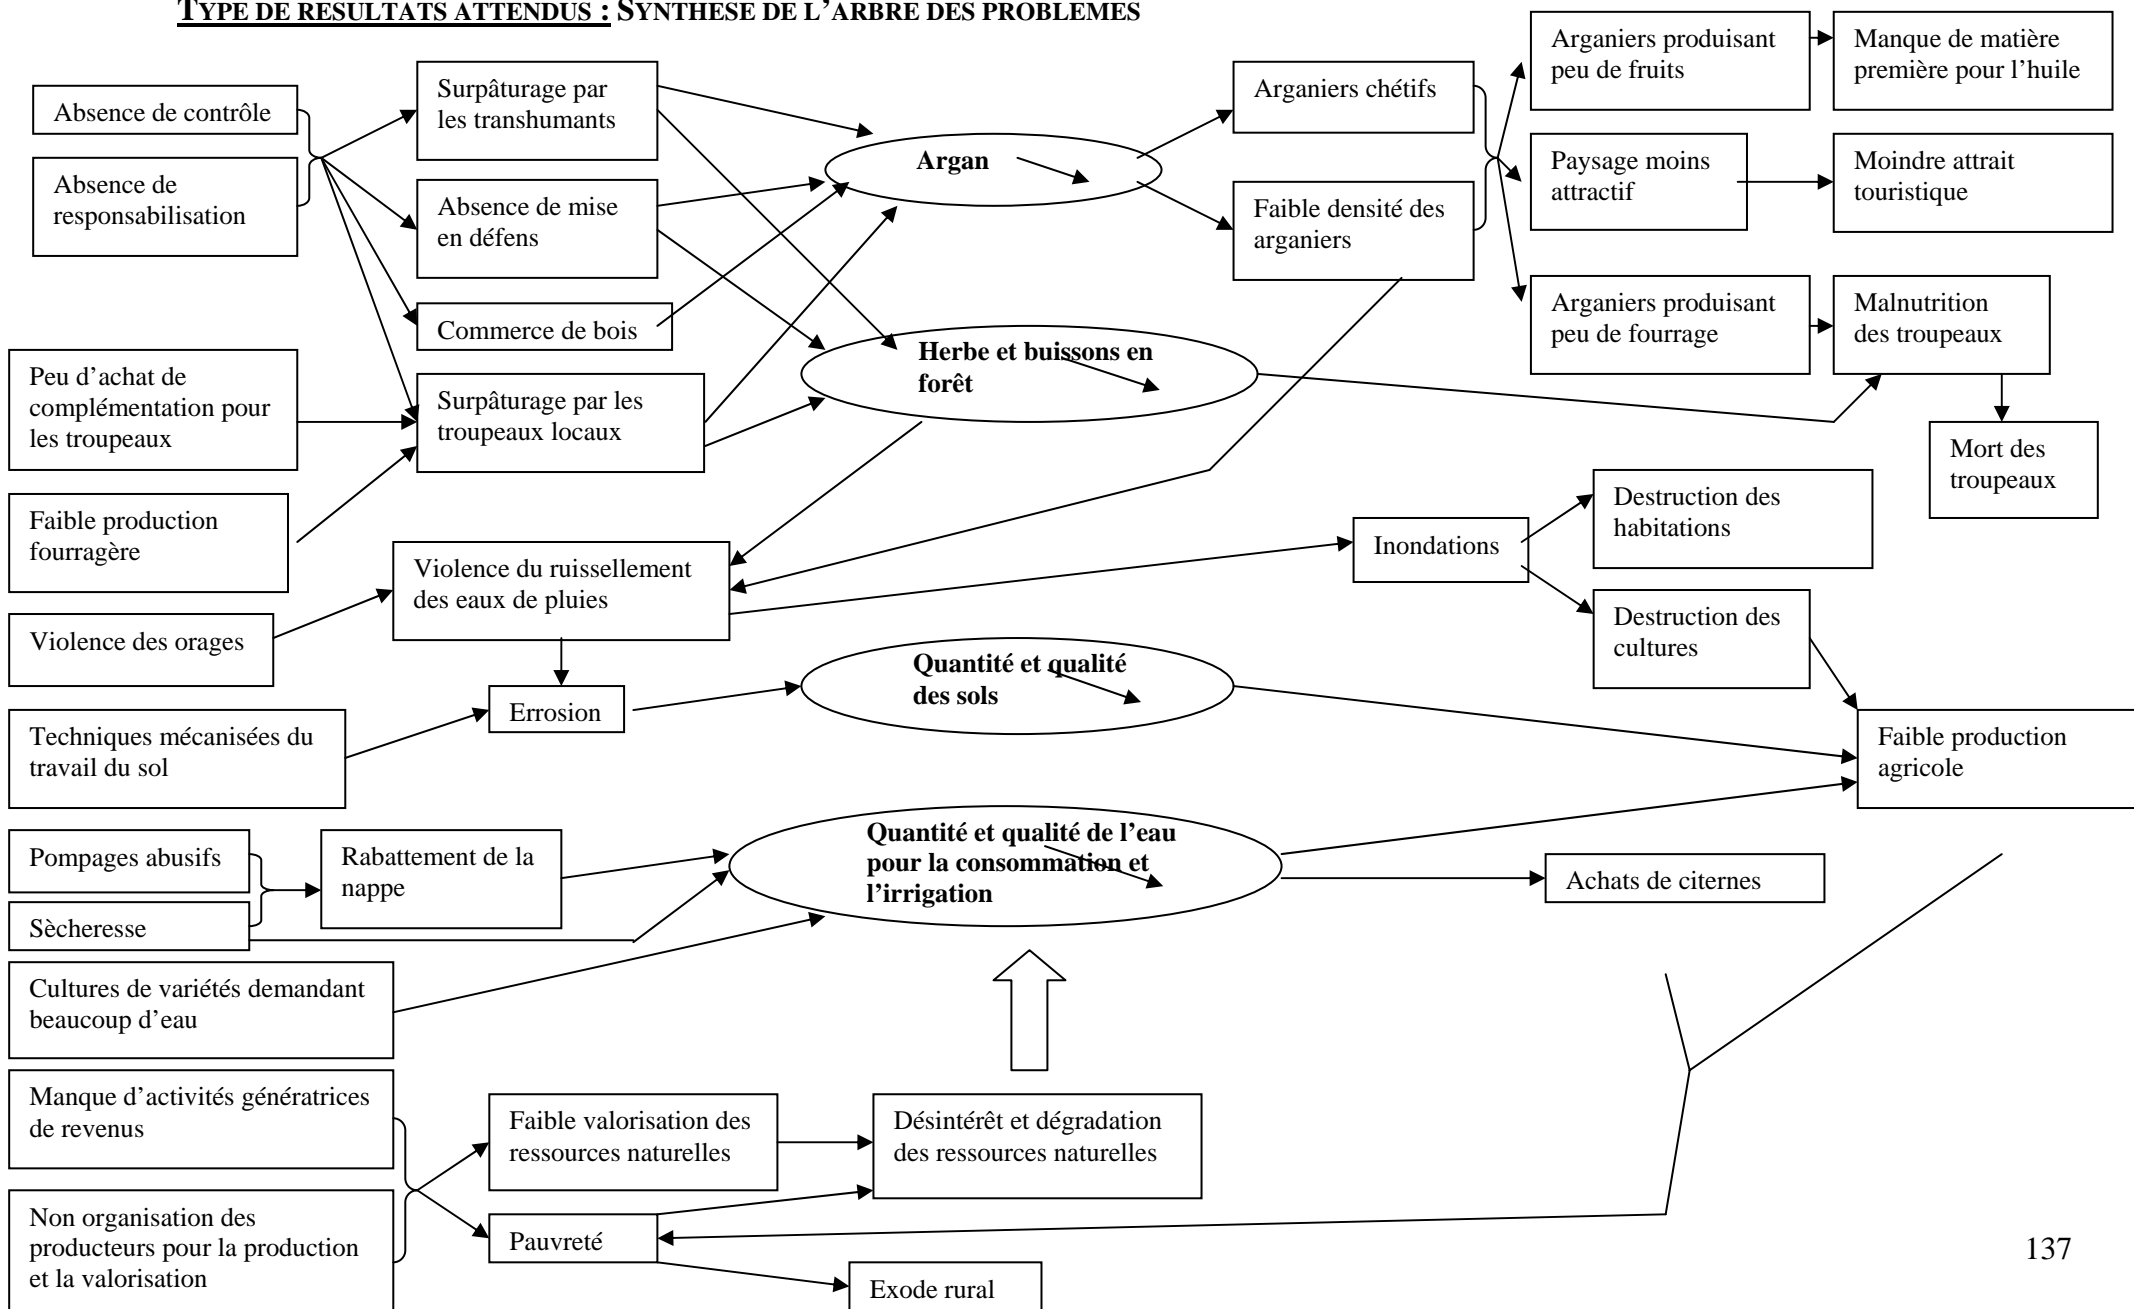 TYPE DE RESULTATS ATTENDUS : SYNTHESE DE L’ARBRE DES PROBLEMES
Absence de contrôle
Absence de
responsabilisation
Peu d’achat de
complémentation pour
les troupeaux
Faible production
fourragère
Violence des orages
Techniques mécanisées du
travail du sol
Pompages abusifs
Sècheresse
Cultures de variétés demandant
beaucoup d’eau
Manque d’activités génératrices
de revenus
Non organisation des
producteurs pour la production
et la valorisation
Surpâturage par
les transhumants
Absence de mise
en défens
Commerce de bois
Surpâturage par les
troupeaux locaux
Violence du ruissellement
des eaux de pluies
Errosion
Rabattement de la
nappe
Faible valorisation des
ressources naturelles
Pauvreté
Argan
Herbe et buissons en
forêt
Quantité et qualité
des sols
Quantité et qualité de l’eau
pour la consommation et
l’irrigation
Désintérêt et dégradation
des ressources naturelles
Exode rural
Arganiers chétifs
Faible densité des
arganiers
Inondations
Arganiers produisant
peu de fruits
Paysage moins
attractif
Arganiers produisant
peu de fourrage
Destruction des
habitations
Destruction des
cultures
Achats de citernes
Manque de matière
première pour l’huile
Moindre attrait
touristique
Malnutrition
des troupeaux
Mort des
troupeaux
Faible production
agricole
137